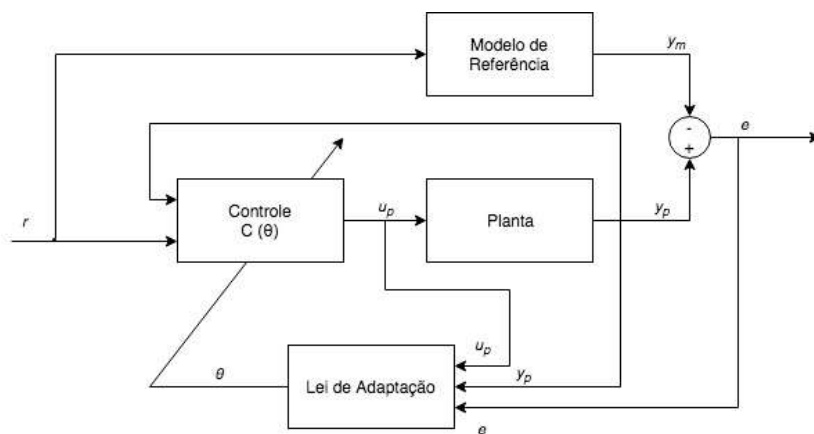 Modelo de
Referência
y_m
-
+
e
r
Controle
C (θ)
u_p
Planta
y_p
u_p
θ
Lei de Adaptação
y_p
e